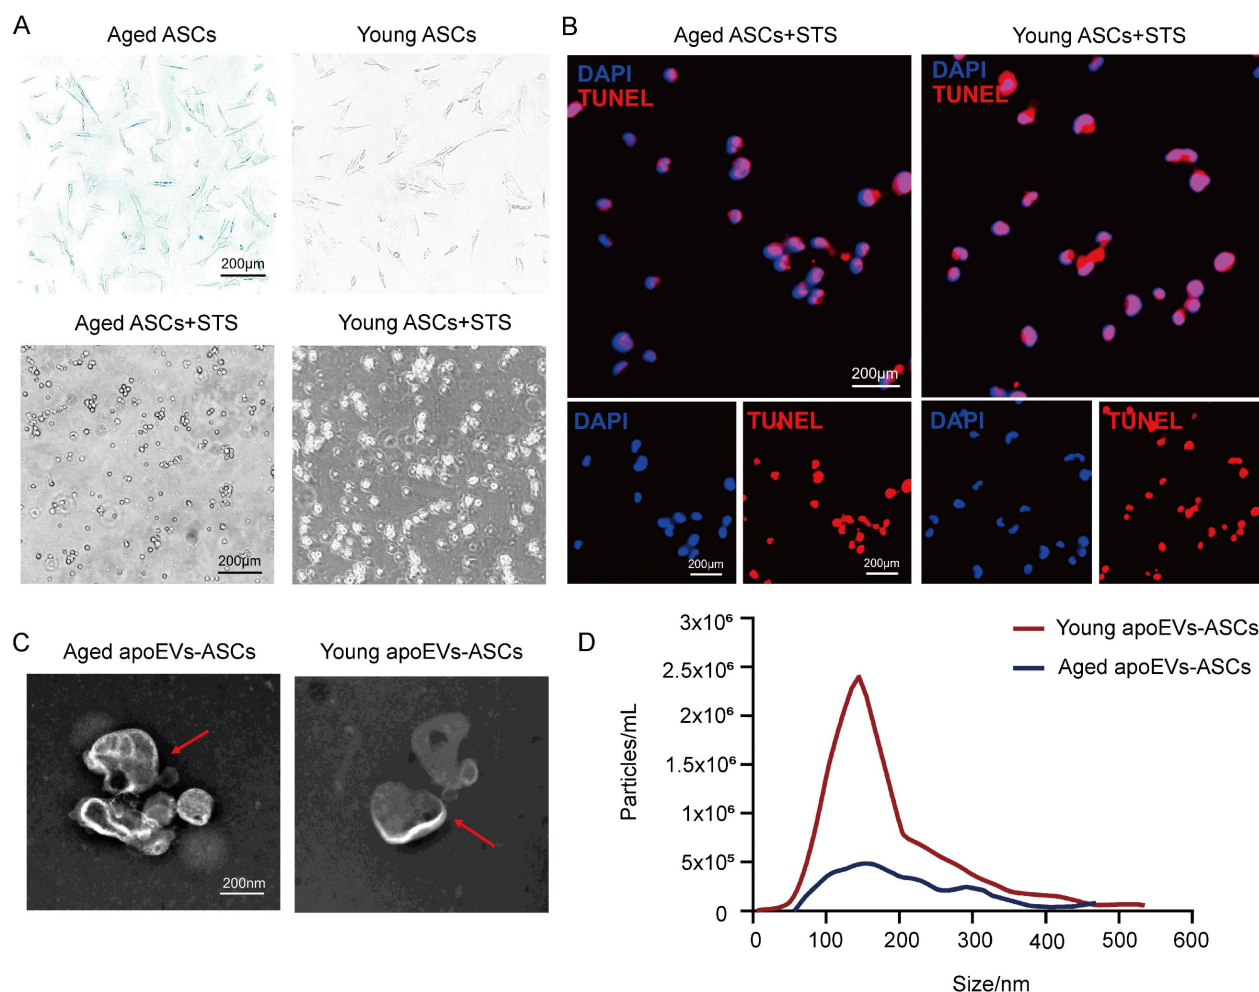 A
Aged ASCs
Young ASCs
200μm
Aged ASCs+STS
Young ASCs+STS
200μm
B
Aged ASCs+STS
Young ASCs+STS
DAPI
TUNEL
200μm
DAPI
TUNEL
DAPI
200μm
TUNEL
200μm
DAPI
TUNEL
C
Aged apoEVs-ASCs
Young apoEVs-ASCs
200nm
D
Young apoEVs-ASCs
Aged apoEVs-ASCs
Particles/mL
3x10⁶
2.5x10⁶
2x10⁶
1.5x10⁶
1x10⁶
5x10⁵
0
0 100 200 300 400 500 600
Size/nm